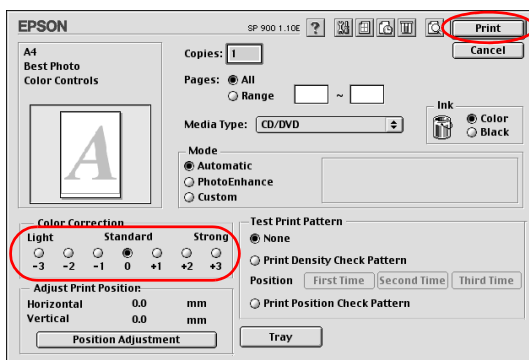 EPSON
SP 900 1.10E
?
Print
Cancel
A4
Best Photo
Color Controls
A
Copies: 1
Pages: All
Range ~
Media Type: CD/DVD
Ink
Color
Black
Mode
Automatic
PhotoEnhance
Custom
Color Correction
Light Standard Strong
-3 -2 -1 0 +1 +2 +3
Adjust Print Position:
Horizontal 0.0 mm
Vertical 0.0 mm
Position Adjustment
Test Print Pattern
None
Print Density Check Pattern
Position First Time Second Time Third Time
Print Position Check Pattern
Tray